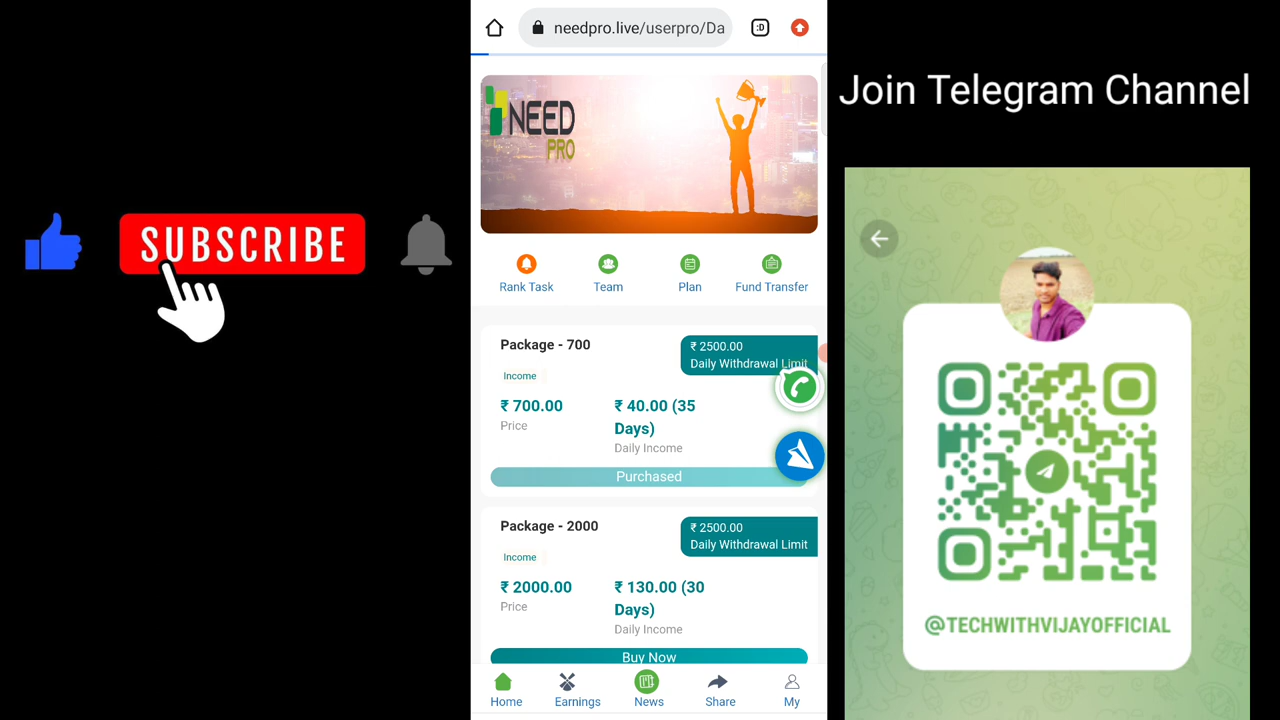 SUBSCRIBE
needpro.live/userpro/Da
:D
NEED
PRO
Rank Task
Team
Plan
Fund Transfer
Package - 700
₹ 2500.00
Daily Withdrawal Limit
Income
₹ 700.00
Price
₹ 40.00 (35
Days)
Daily Income
Purchased
Package - 2000
₹ 2500.00
Daily Withdrawal Limit
Income
₹ 2000.00
Price
₹ 130.00 (30
Days)
Daily Income
Buy Now
Home
Earnings
News
Share
My
Join Telegram Channel
@TECHWITHVIJAYOFFICIAL